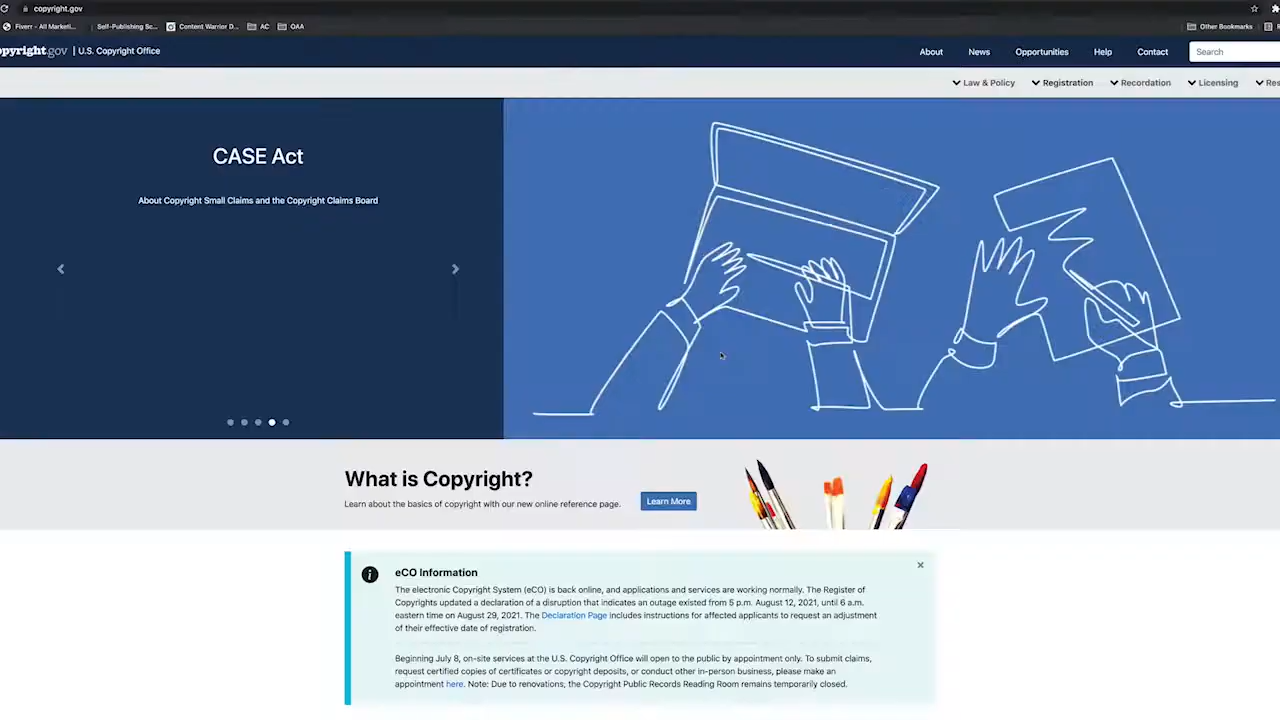 copyright.gov
Fiverr - All Marketi... Self-Publishing Sc... Content Warrior D... AC OAA Other Bookmarks
opyright.gov | U.S. Copyright Office About News Opportunities Help Contact Search
Law & Policy Registration Recordation Licensing Res
CASE Act
About Copyright Small Claims and the Copyright Claims Board
What is Copyright?
Learn about the basics of copyright with our new online reference page. Learn More
eCO Information
The electronic Copyright System (eCO) is back online, and applications and services are working normally. The Register of
Copyrights updated a declaration of a disruption that indicates an outage existed from 5 p.m. August 12, 2021, until 6 a.m.
eastern time on August 29, 2021. The Declaration Page includes instructions for affected applicants to request an adjustment
of their effective date of registration.
Beginning July 8, on-site services at the U.S. Copyright Office will open to the public by appointment only. To submit claims,
request certified copies of certificates or copyright deposits, or conduct other in-person business, please make an
appointment here. Note: Due to renovations, the Copyright Public Records Reading Room remains temporarily closed.